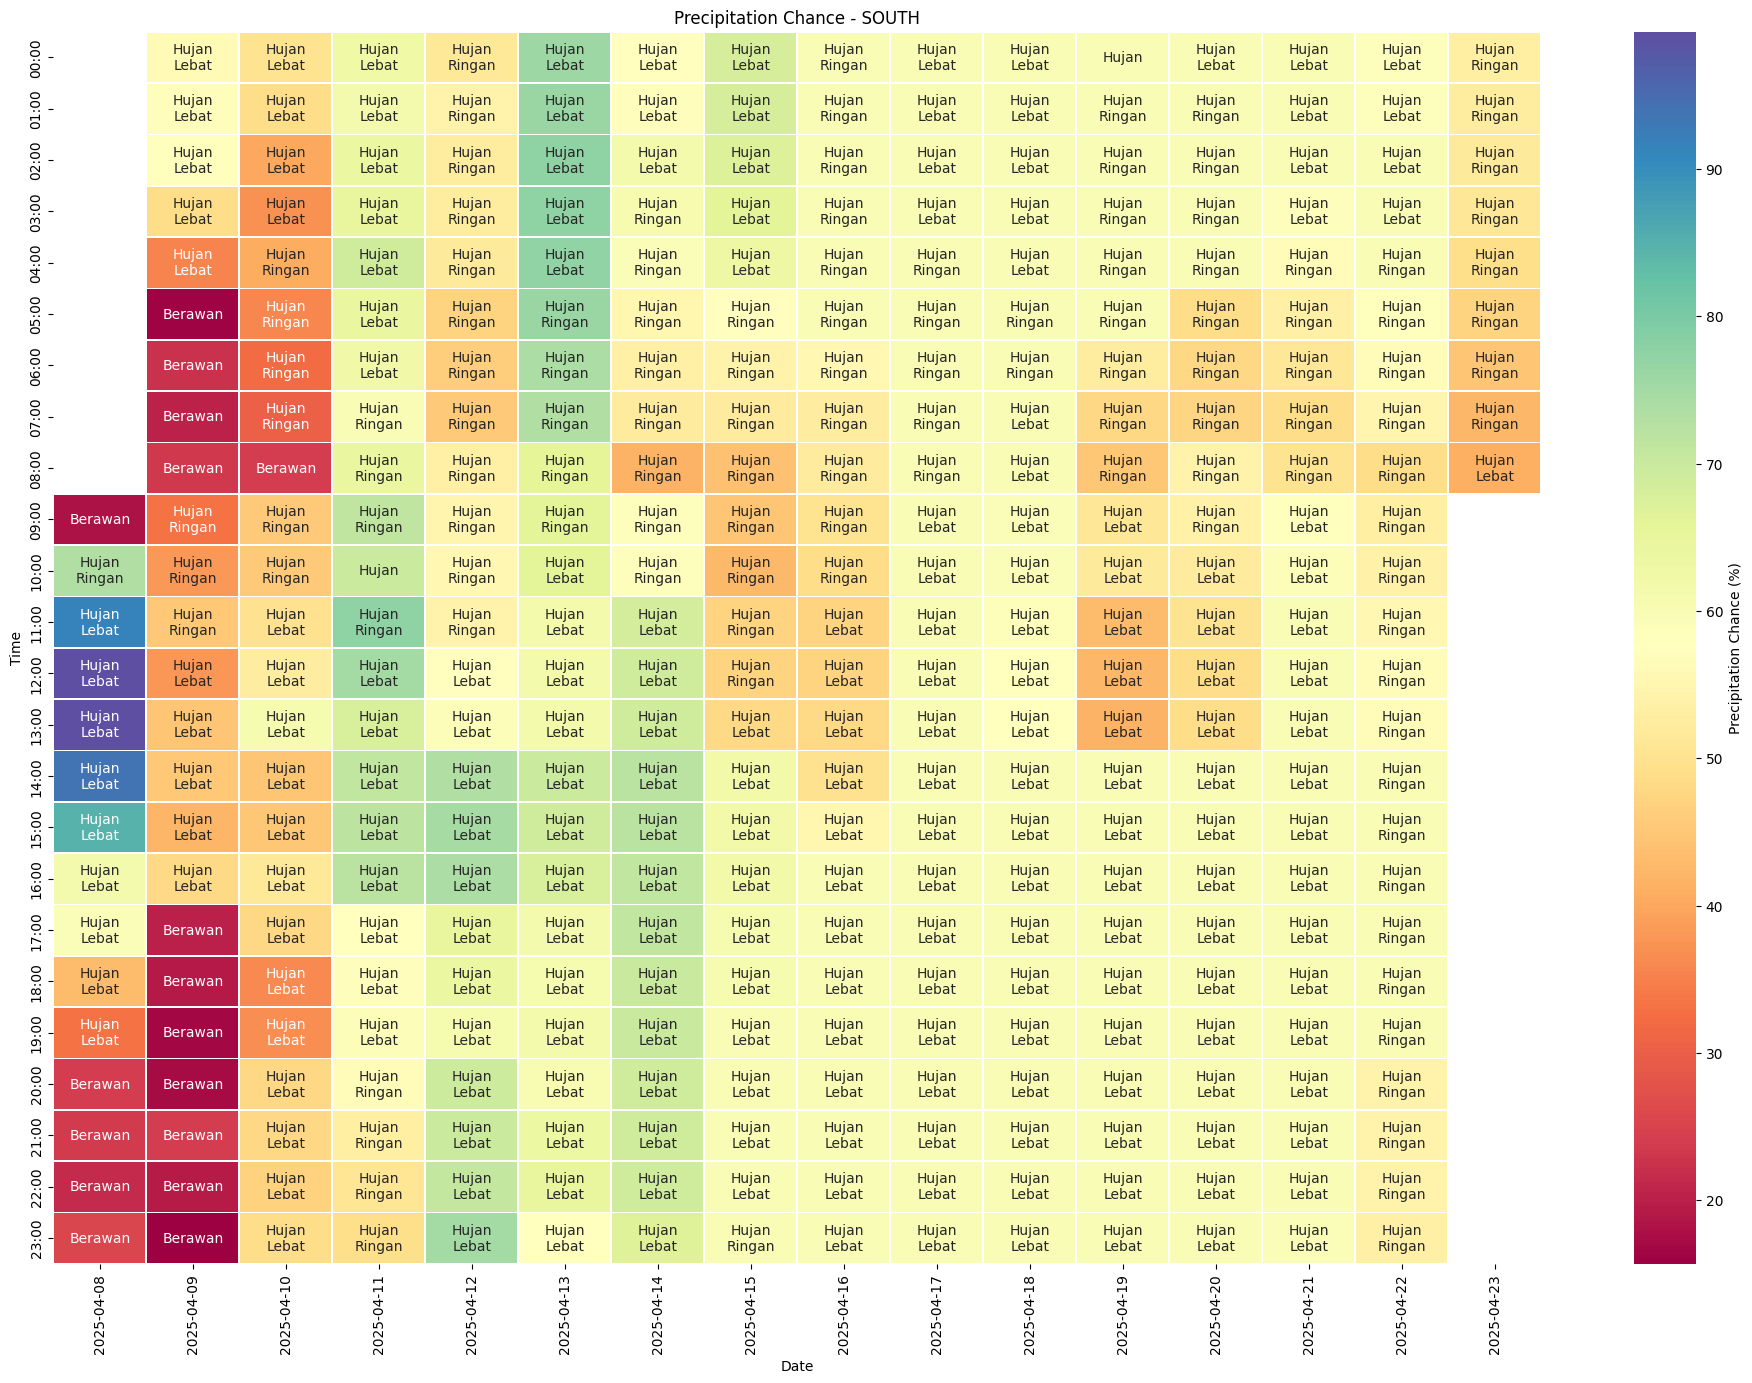 Precipitation Chance - SOUTH
00:00 Hujan Hujan Hujan Hujan Hujan Hujan Hujan Hujan Hujan Hujan Hujan Hujan Hujan Hujan Hujan
Lebat Lebat Lebat Ringan Lebat Lebat Lebat Ringan Lebat Lebat Lebat Lebat Lebat Ringan
01:00 Hujan Hujan Hujan Hujan Hujan Hujan Hujan Hujan Hujan Hujan Hujan Hujan Hujan Hujan Hujan
Lebat Lebat Lebat Ringan Lebat Lebat Lebat Ringan Lebat Lebat Ringan Ringan Lebat Lebat Ringan
02:00 Hujan Hujan Hujan Hujan Hujan Hujan Hujan Hujan Hujan Hujan Hujan Hujan Hujan Hujan Hujan
Lebat Lebat Lebat Ringan Lebat Lebat Lebat Ringan Lebat Lebat Ringan Ringan Lebat Lebat Ringan
03:00 Hujan Hujan Hujan Hujan Hujan Hujan Hujan Hujan Hujan Hujan Hujan Hujan Hujan Hujan Hujan
Lebat Lebat Lebat Ringan Lebat Ringan Lebat Ringan Lebat Lebat Ringan Ringan Lebat Lebat Ringan
04:00 Hujan Hujan Hujan Hujan Hujan Hujan Hujan Hujan Hujan Hujan Hujan Hujan Hujan Hujan Hujan
Lebat Ringan Lebat Ringan Lebat Ringan Lebat Ringan Ringan Lebat Ringan Ringan Ringan Ringan Ringan
05:00 Berawan Hujan Hujan Hujan Hujan Hujan Hujan Hujan Hujan Hujan Hujan Hujan Hujan Hujan Hujan
Ringan Lebat Ringan Ringan Ringan Ringan Ringan Ringan Ringan Ringan Ringan Ringan Ringan Ringan
06:00 Berawan Hujan Hujan Hujan Hujan Hujan Hujan Hujan Hujan Hujan Hujan Hujan Hujan Hujan Hujan
Ringan Lebat Ringan Ringan Ringan Ringan Ringan Ringan Ringan Ringan Ringan Ringan Ringan Ringan
07:00 Berawan Hujan Hujan Hujan Hujan Hujan Hujan Hujan Hujan Hujan Hujan Hujan Hujan Hujan Hujan
Ringan Ringan Ringan Ringan Ringan Ringan Ringan Ringan Lebat Ringan Ringan Ringan Ringan Ringan
08:00 Berawan Berawan Hujan Hujan Hujan Hujan Hujan Hujan Hujan Hujan Hujan Hujan Hujan Hujan Hujan
Ringan Ringan Ringan Ringan Ringan Ringan Ringan Lebat Ringan Ringan Ringan Ringan Lebat
09:00 Berawan Hujan Hujan Hujan Hujan Hujan Hujan Hujan Hujan Hujan Hujan Hujan Hujan Hujan Hujan
Ringan Ringan Ringan Ringan Ringan Ringan Ringan Ringan Lebat Lebat Lebat Ringan Lebat Ringan
10:00 Hujan Hujan Hujan Hujan Hujan Hujan Hujan Hujan Hujan Hujan Hujan Hujan Hujan Hujan Hujan
Ringan Ringan Ringan Ringan Lebat Ringan Ringan Ringan Lebat Lebat Lebat Lebat Lebat Ringan
11:00 Hujan Hujan Hujan Hujan Hujan Hujan Hujan Hujan Hujan Hujan Hujan Hujan Hujan Hujan Hujan
Lebat Ringan Lebat Ringan Ringan Lebat Lebat Ringan Lebat Lebat Lebat Lebat Lebat Lebat Ringan
12:00 Hujan Hujan Hujan Hujan Hujan Hujan Hujan Hujan Hujan Hujan Hujan Hujan Hujan Hujan Hujan
Lebat Lebat Lebat Lebat Lebat Lebat Lebat Ringan Lebat Lebat Lebat Lebat Lebat Lebat Ringan
13:00 Hujan Hujan Hujan Hujan Hujan Hujan Hujan Hujan Hujan Hujan Hujan Hujan Hujan Hujan Hujan
Lebat Lebat Lebat Lebat Lebat Lebat Lebat Lebat Lebat Lebat Lebat Lebat Lebat Lebat Ringan
14:00 Hujan Hujan Hujan Hujan Hujan Hujan Hujan Hujan Hujan Hujan Hujan Hujan Hujan Hujan Hujan
Lebat Lebat Lebat Lebat Lebat Lebat Lebat Lebat Lebat Lebat Lebat Lebat Lebat Lebat Ringan
15:00 Hujan Hujan Hujan Hujan Hujan Hujan Hujan Hujan Hujan Hujan Hujan Hujan Hujan Hujan Hujan
Lebat Lebat Lebat Lebat Lebat Lebat Lebat Lebat Lebat Lebat Lebat Lebat Lebat Lebat Ringan
16:00 Hujan Hujan Hujan Hujan Hujan Hujan Hujan Hujan Hujan Hujan Hujan Hujan Hujan Hujan Hujan
Lebat Lebat Lebat Lebat Lebat Lebat Lebat Lebat Lebat Lebat Lebat Lebat Lebat Lebat Ringan
17:00 Hujan Berawan Hujan Hujan Hujan Hujan Hujan Hujan Hujan Hujan Hujan Hujan Hujan Hujan Hujan
Lebat Lebat Lebat Lebat Lebat Lebat Lebat Lebat Lebat Lebat Lebat Lebat Lebat Ringan
18:00 Hujan Berawan Hujan Hujan Hujan Hujan Hujan Hujan Hujan Hujan Hujan Hujan Hujan Hujan Hujan
Lebat Lebat Lebat Lebat Lebat Lebat Lebat Lebat Lebat Lebat Lebat Lebat Lebat Ringan
19:00 Hujan Berawan Hujan Hujan Hujan Hujan Hujan Hujan Hujan Hujan Hujan Hujan Hujan Hujan Hujan
Lebat Lebat Lebat Lebat Lebat Lebat Lebat Lebat Lebat Lebat Lebat Lebat Lebat Ringan
20:00 Berawan Berawan Hujan Hujan Hujan Hujan Hujan Hujan Hujan Hujan Hujan Hujan Hujan Hujan Hujan
Lebat Ringan Lebat Lebat Lebat Lebat Lebat Lebat Lebat Lebat Lebat Lebat Ringan
21:00 Berawan Berawan Hujan Hujan Hujan Hujan Hujan Hujan Hujan Hujan Hujan Hujan Hujan Hujan Hujan
Lebat Ringan Lebat Lebat Lebat Lebat Lebat Lebat Lebat Lebat Lebat Lebat Ringan
22:00 Berawan Berawan Hujan Hujan Hujan Hujan Hujan Hujan Hujan Hujan Hujan Hujan Hujan Hujan Hujan
Lebat Ringan Lebat Lebat Lebat Lebat Lebat Lebat Lebat Lebat Lebat Lebat Ringan
23:00 Berawan Berawan Hujan Hujan Hujan Hujan Hujan Hujan Hujan Hujan Hujan Hujan Hujan Hujan Hujan
Lebat Ringan Lebat Lebat Lebat Ringan Lebat Lebat Lebat Lebat Lebat Lebat Ringan
Time
2025-04-08
2025-04-09
2025-04-10
2025-04-11
2025-04-12
2025-04-13
2025-04-14
2025-04-15
2025-04-16
2025-04-17
2025-04-18
2025-04-19
2025-04-20
2025-04-21
2025-04-22
2025-04-23
Date
90
80
70
60
50
40
30
20
Precipitation Chance (%)